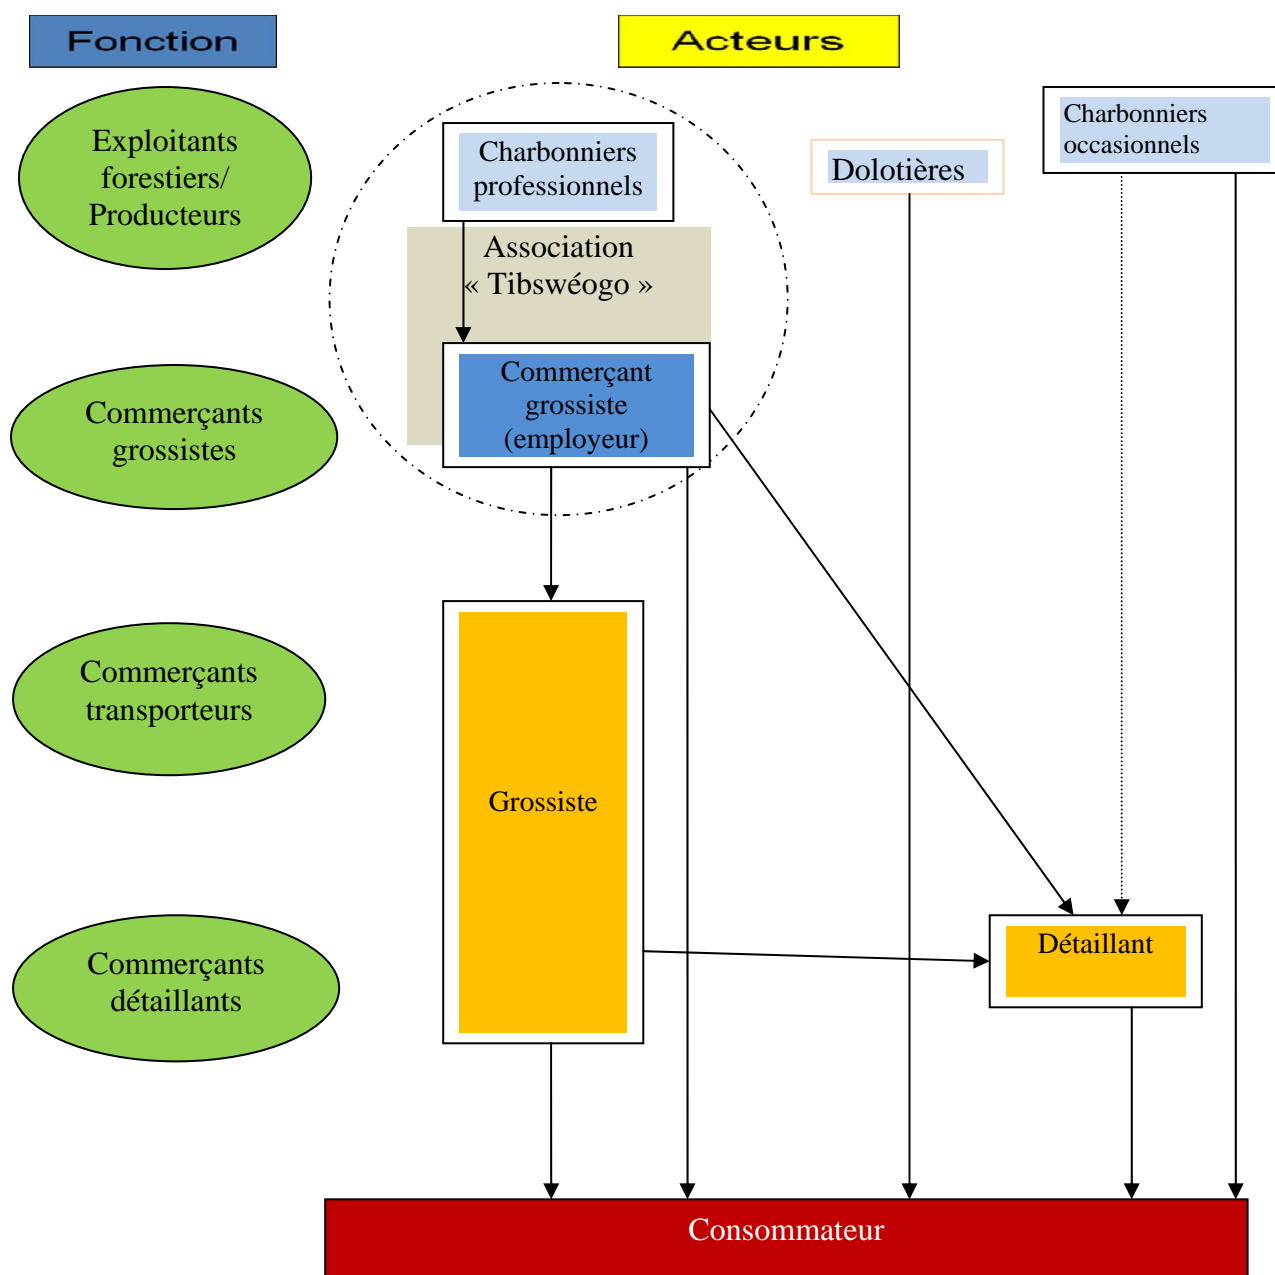 Fonction
Acteurs
Exploitants
forestiers/
Producteurs
Charbonniers
professionnels
Dolotières
Charbonniers
occasionnels
Association
« Tibswéogo »
Commerçants
grossistes
Commerçant
grossiste
(employeur)
Commerçants
transporteurs
Grossiste
Commerçants
détaillants
Détaillant
Consommateur